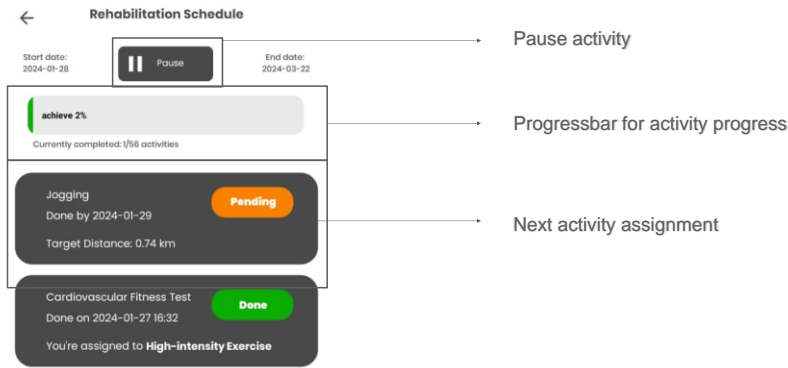 Rehabilitation Schedule
Pause activity
Start date:
2024-01-28
Pause
End date:
2024-03-22
achieve 2%
Progressbar for activity progress
Currently completed: 1/56 activities
Jogging
Pending
Done by 2024-01-29
Next activity assignment
Target Distance: 0.74 km
Cardiovascular Fitness Test
Done
Done on 2024-01-27 16:32
You're assigned to High-intensity Exercise